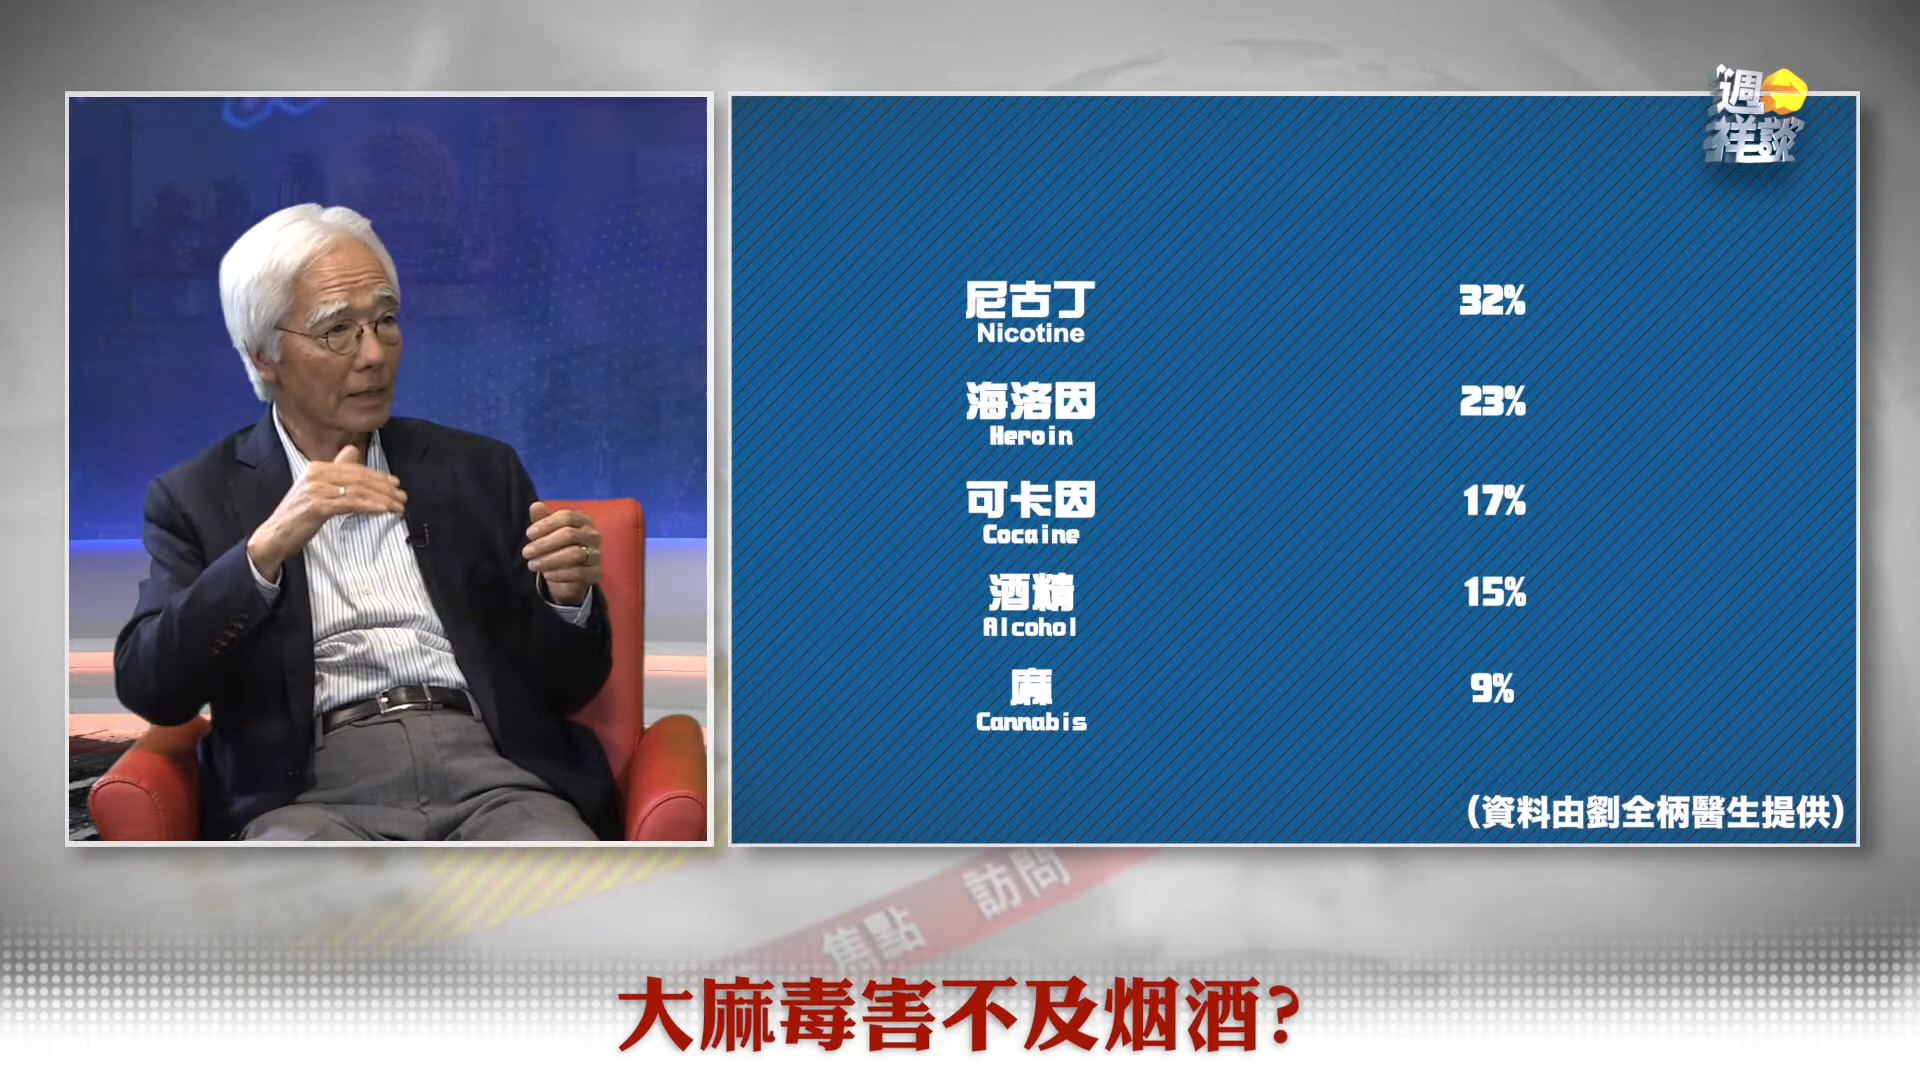 週一
祥談
尼古丁
Nicotine
32%
海洛因
Heroin
23%
可卡因
Cocaine
17%
酒精
Alcohol
15%
麻
Cannabis
9%
（資料由劉全柄醫生提供）
焦點 訪問
大麻毒害不及烟酒?